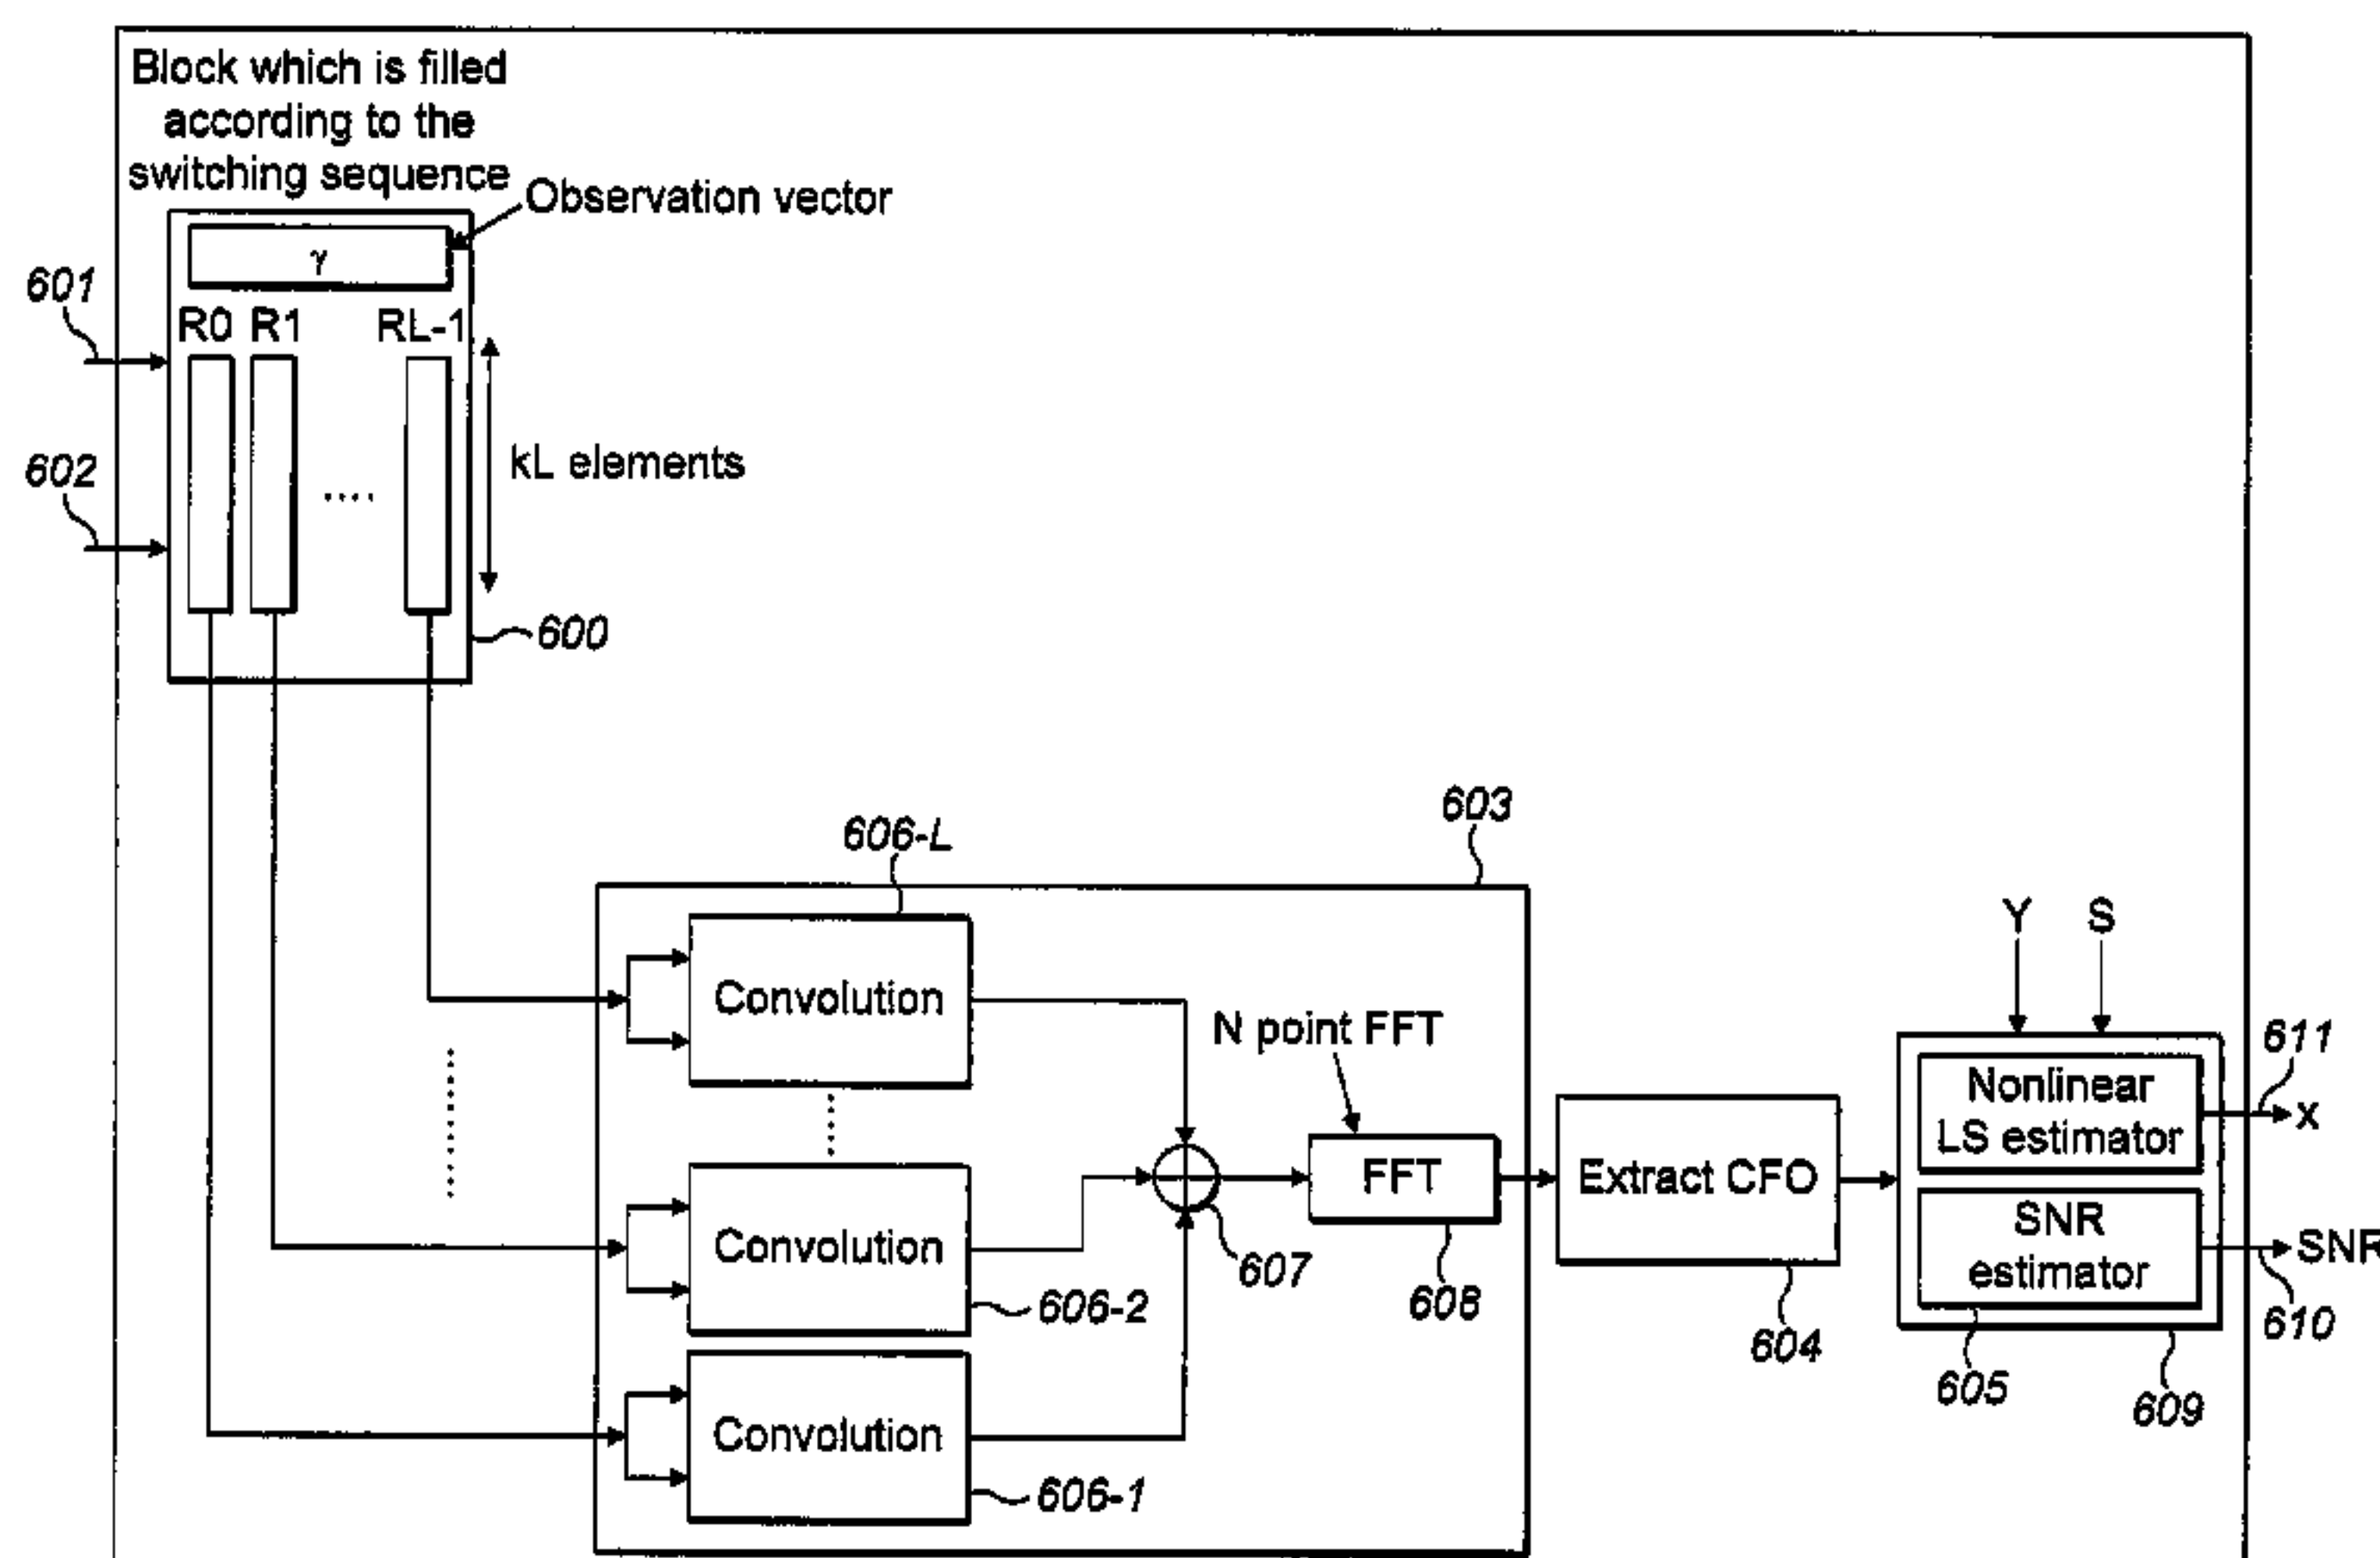 Block which is filled
according to the
switching sequence
Observation vector
γ
601
R0 R1 RL-1
602
kL elements
600
603
606-L
Convolution
N point FFT
Y S
611
Nonlinear
LS estimator
x
FFT
Extract CFO
Convolution
607
608
SNR
estimator
SNR
606-2
604
605
610
609
Convolution
606-1